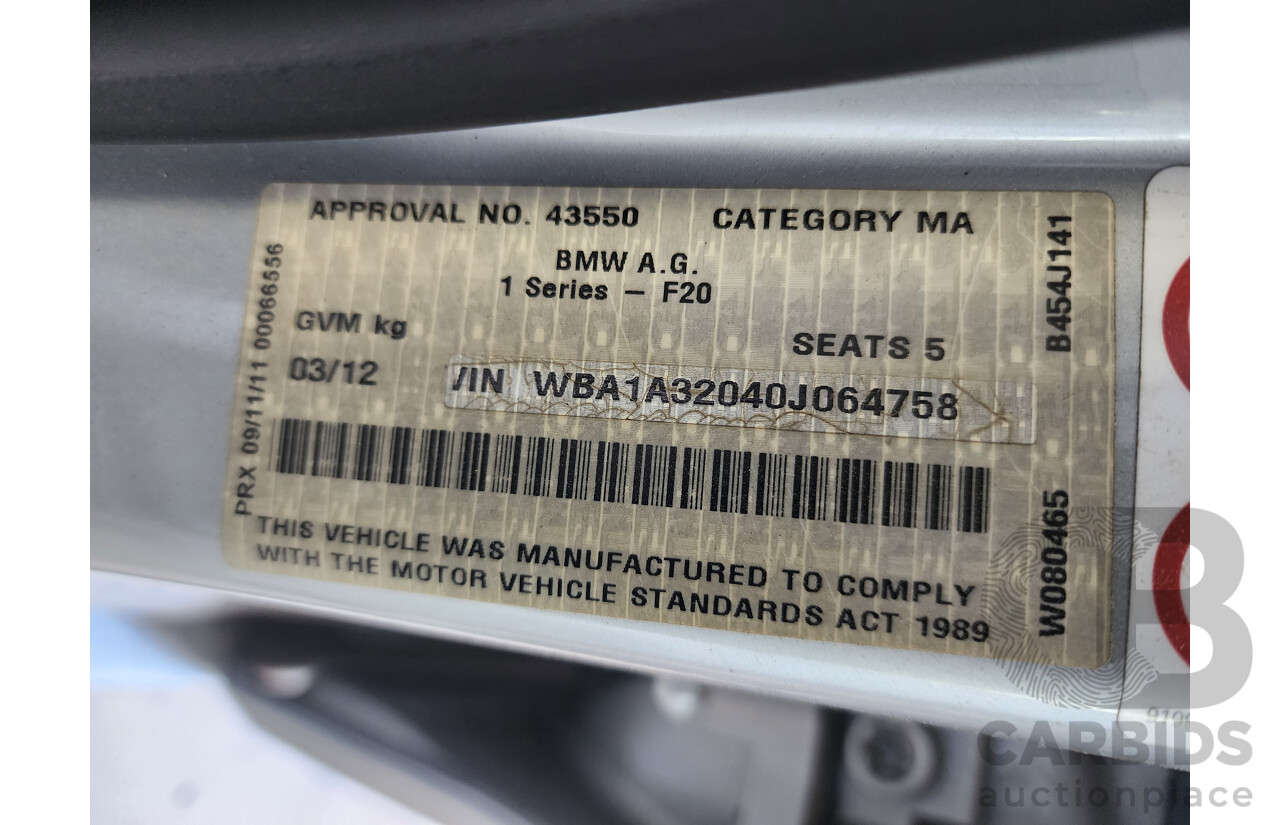 APPROVAL NO. 43550 CATEGORY MA
BMW A.G.
1 Series – F20
GVM kg
SEATS 5
03/12
VIN WBA1A32040J064758
THIS VEHICLE WAS MANUFACTURED TO COMPLY
WITH THE MOTOR VEHICLE STANDARDS ACT 1989
PRX 09/11/11 00066556
B454J141
W080465
CB
CARBIDS
auctionplace